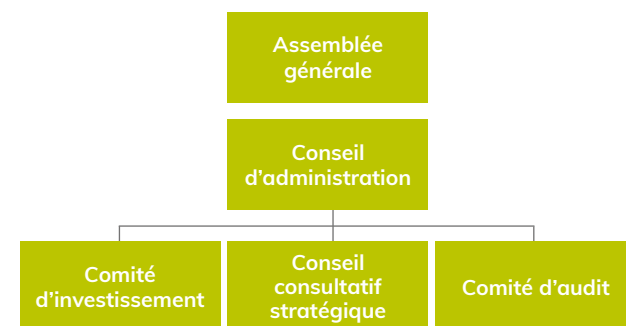 Assemblée
générale
Conseil
d'administration
Comité
d'investissement
Conseil
consultatif
stratégique
Comité d'audit